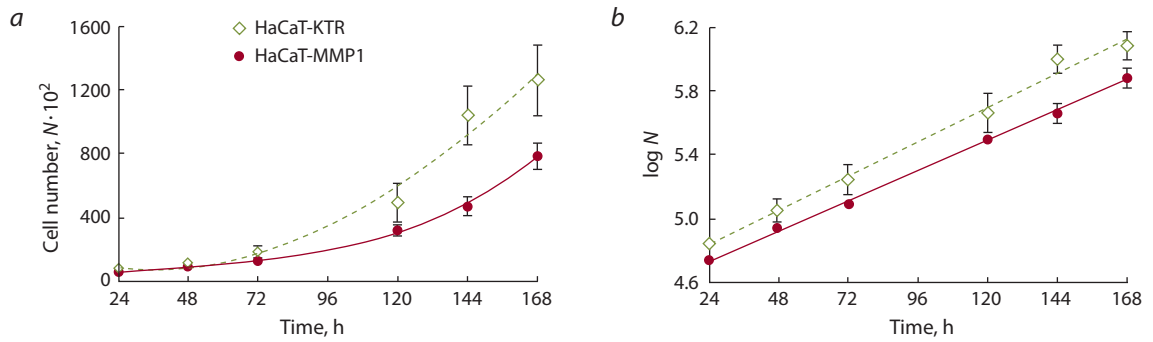 a
HaCaT-KTR
HaCaT-MMP1
Cell number, N·10²
1600
1200
800
400
0
24 48 72 96 120 144 168
Time, h
b
log N
6.2
5.8
5.4
5.0
4.6
24 48 72 96 120 144 168
Time, h